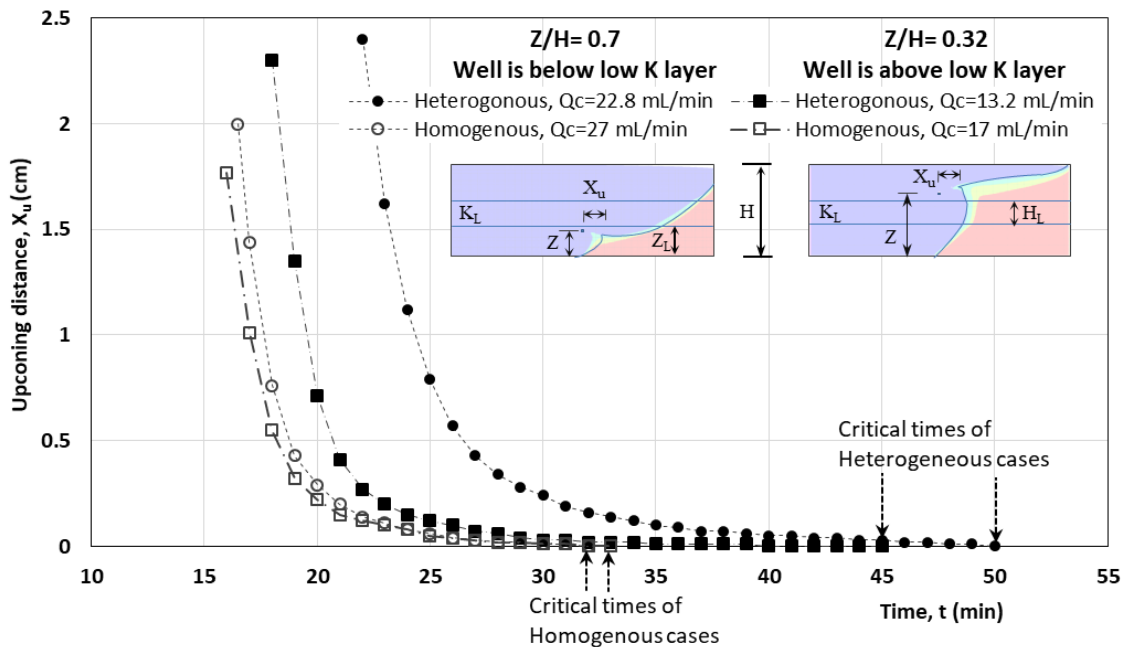 Z/H= 0.7
Well is below low K layer
Heterogonous, Qc=22.8 mL/min
Homogenous, Qc=27 mL/min
Z/H= 0.32
Well is above low K layer
Heterogonous, Qc=13.2 mL/min
Homogenous, Qc=17 mL/min
Xu
KL
Z
ZL
H
Xu
KL
Z
HL
Critical times of
Heterogeneous cases
Critical times of
Homogenous cases
Upconing distance, Xu (cm)
2.5
2
1.5
1
0.5
0
10 15 20 25 30 35 40 45 50 55
Time, t (min)